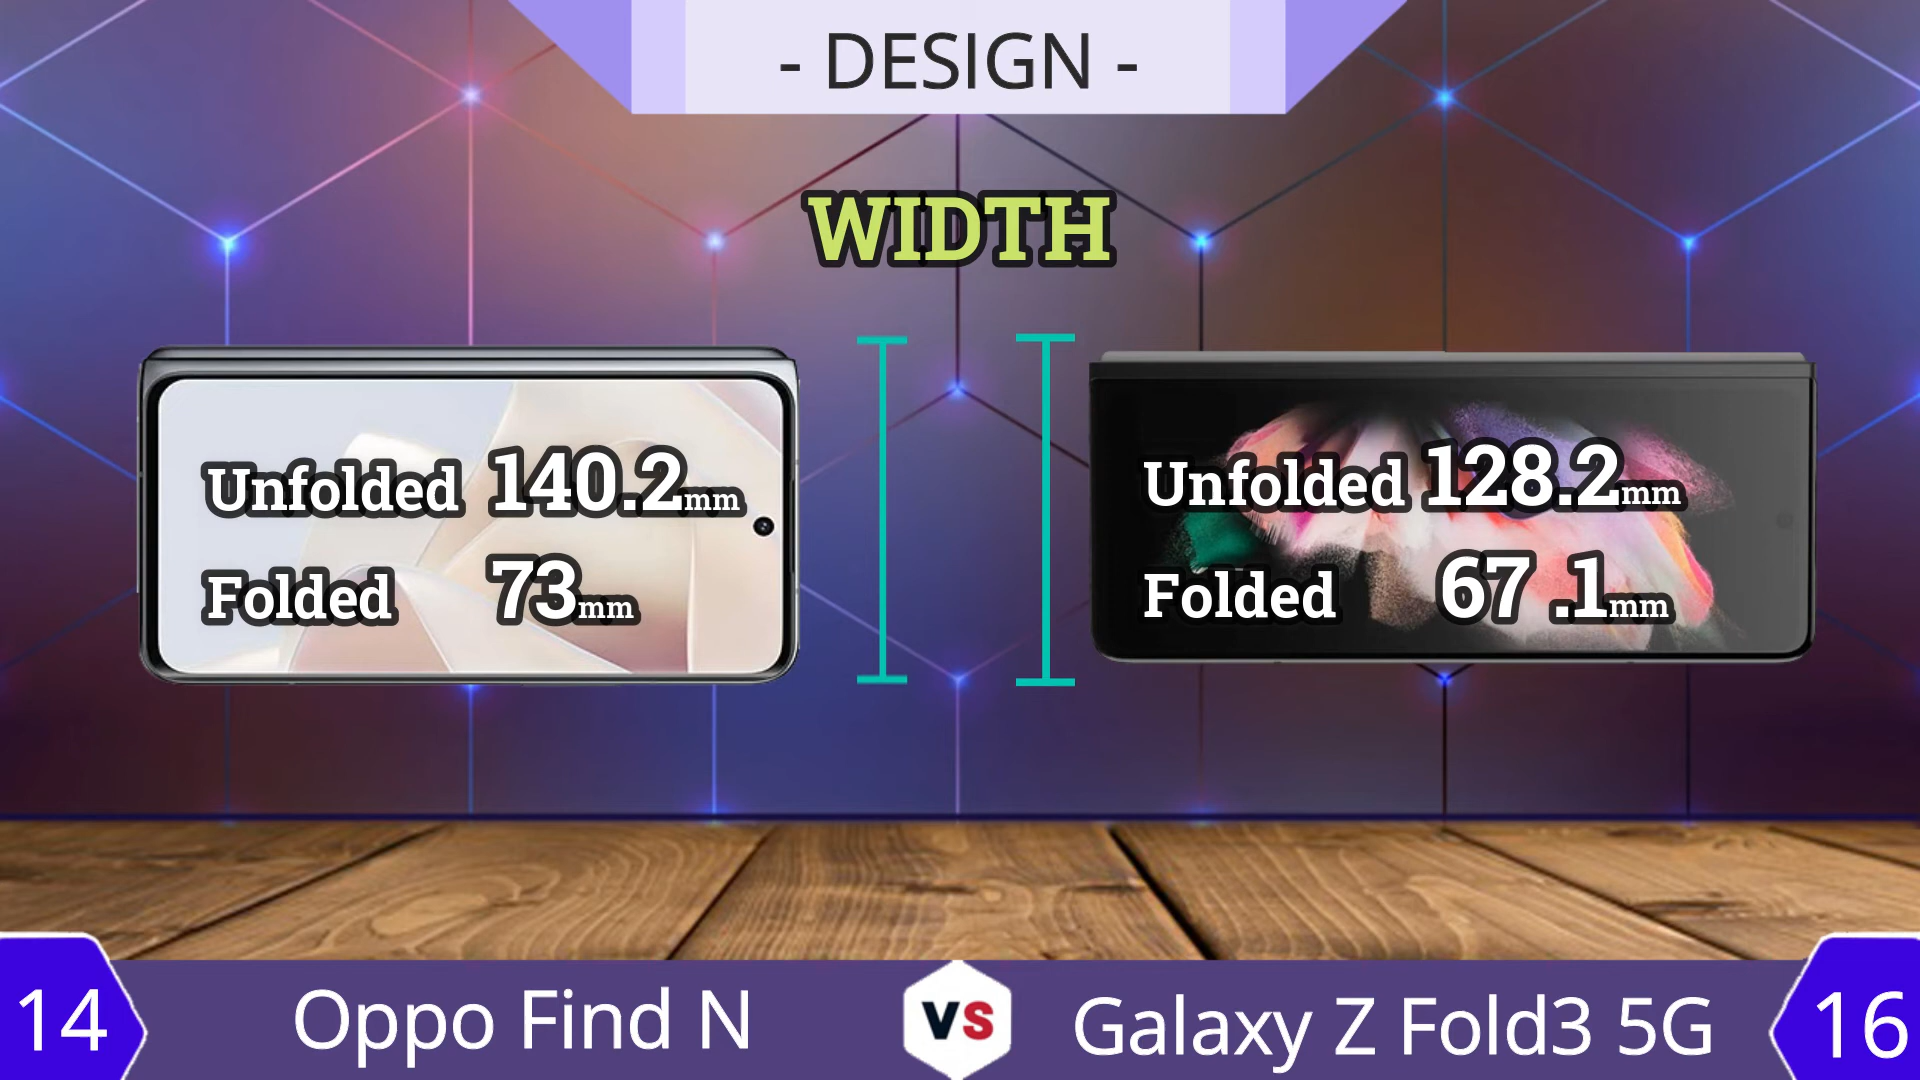 - DESIGN -
WIDTH
Unfolded 140.2mm
Folded 73mm
Unfolded 128.2mm
Folded 67 .1mm
14 Oppo Find N VS Galaxy Z Fold3 5G 16